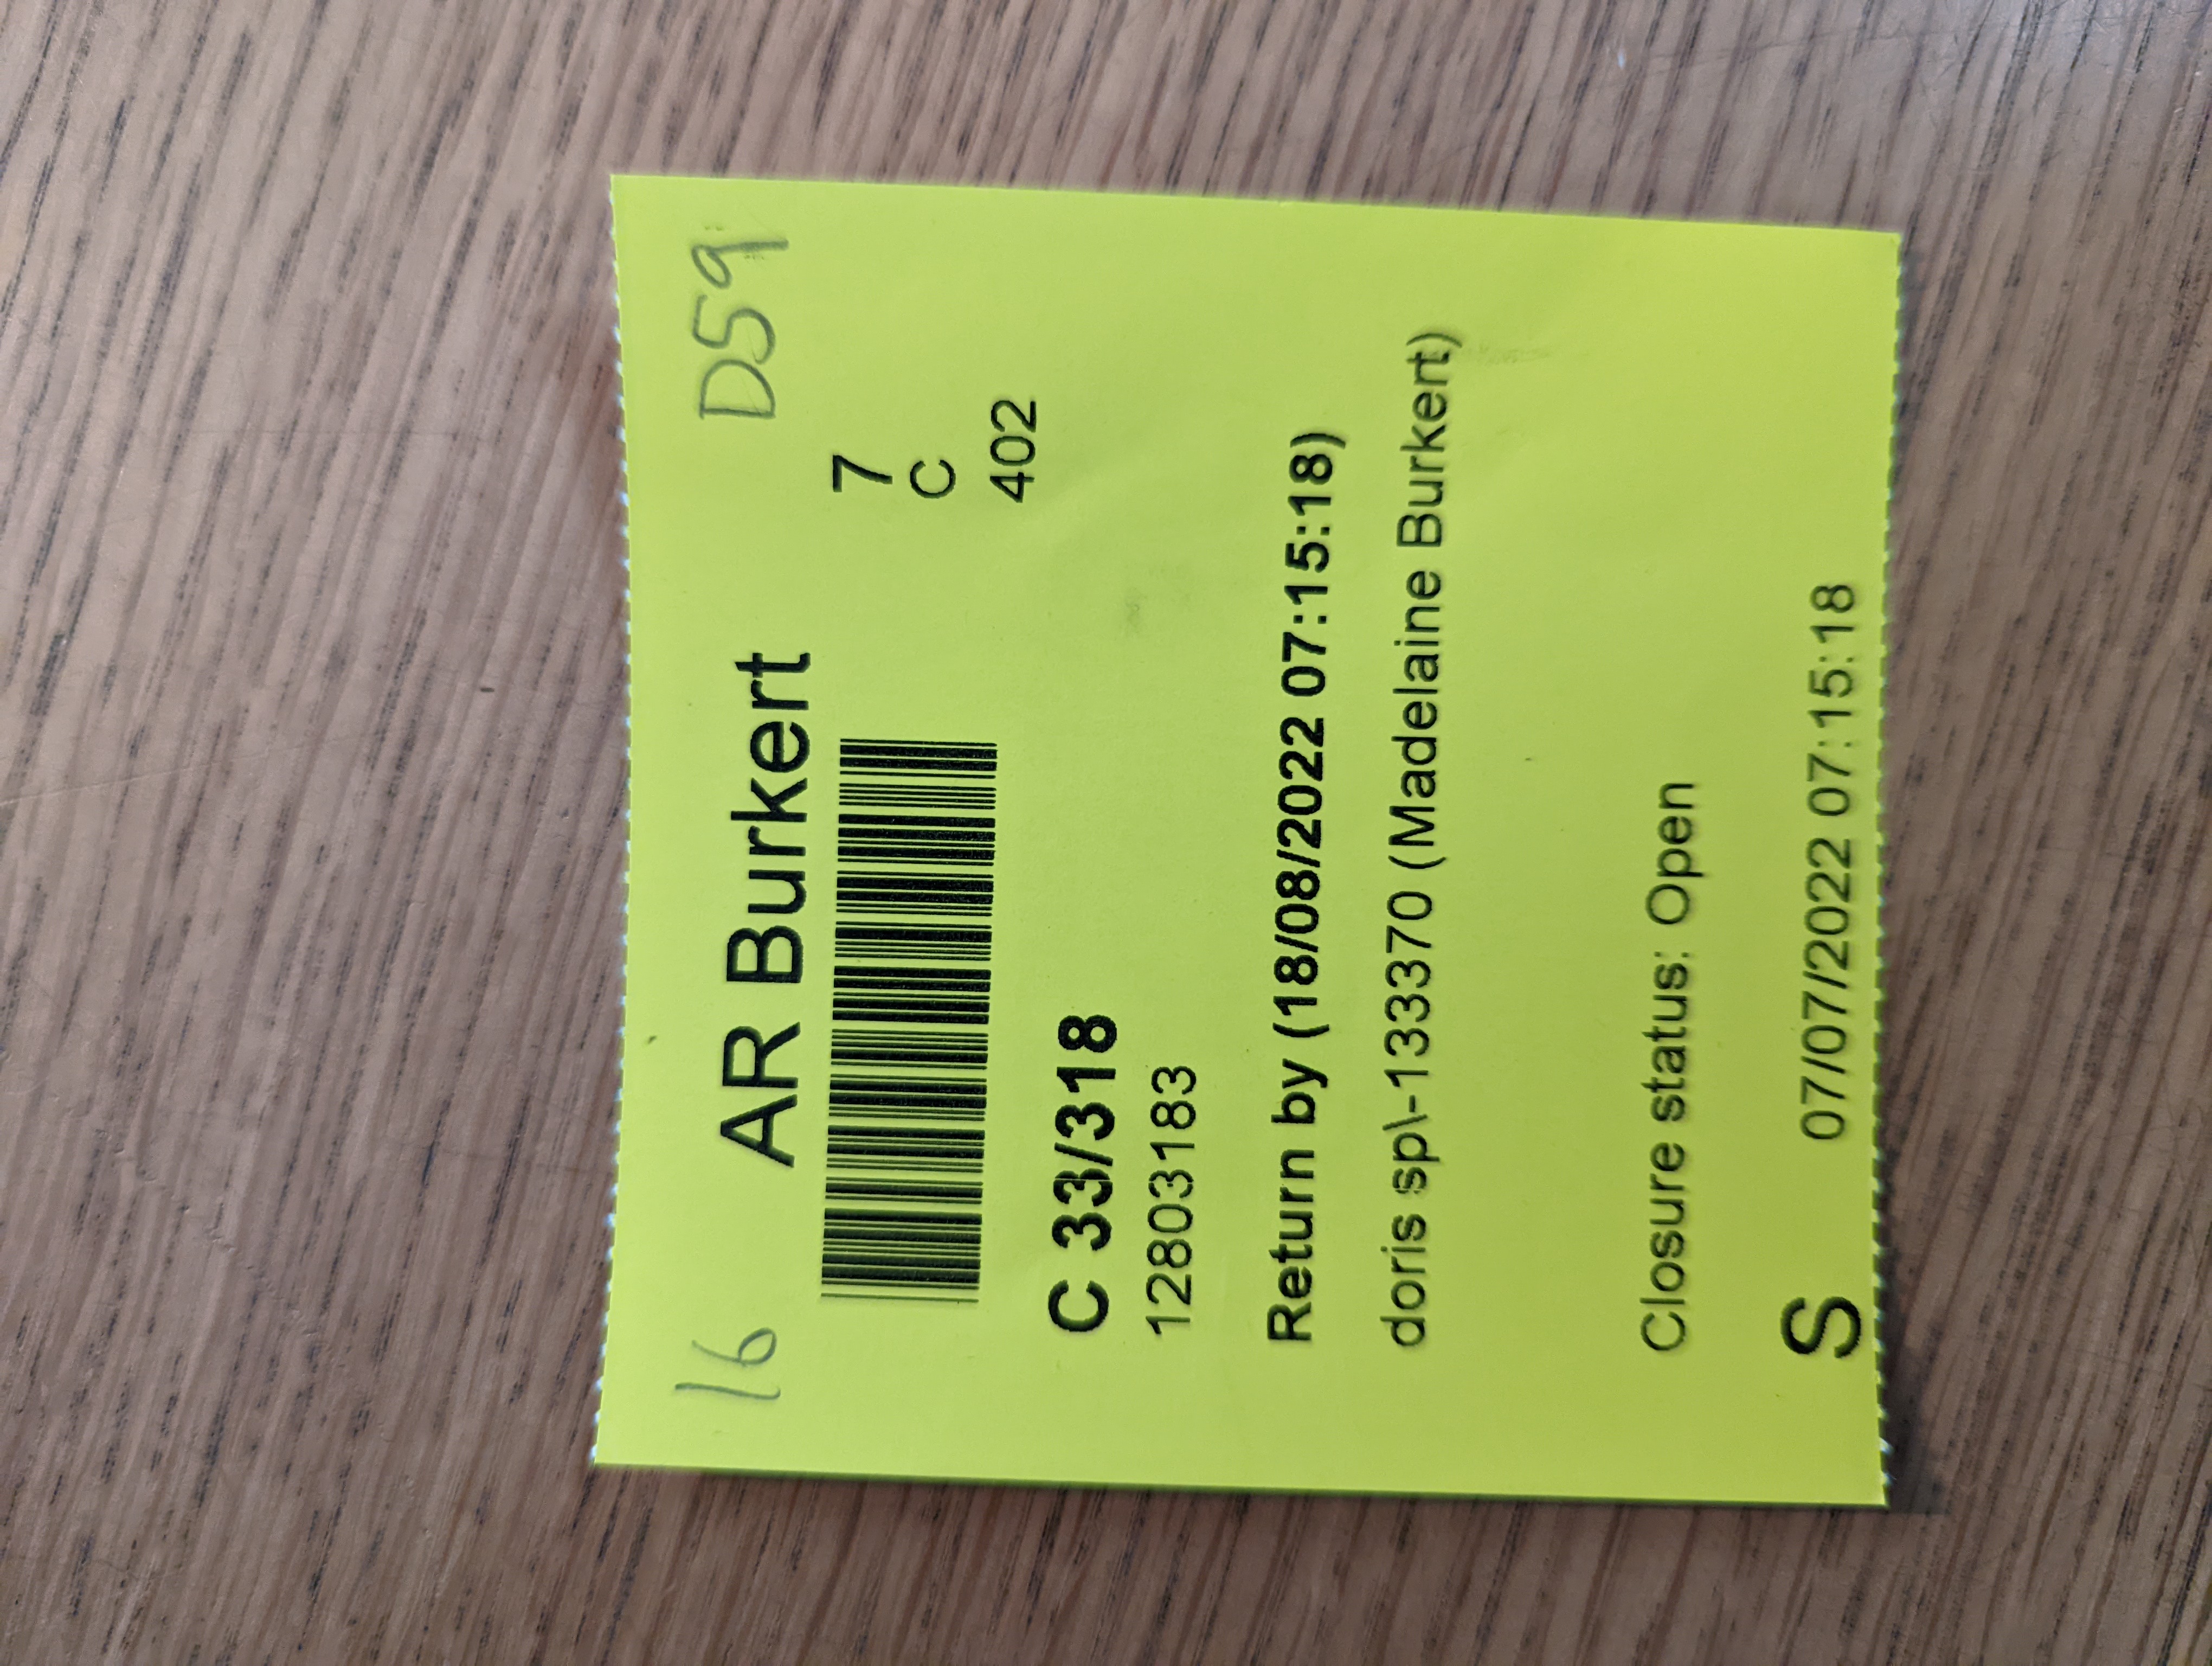 16 D59
AR Burkert
7
C
402
C 33/318
12803183
Return by (18/08/2022 07:15:18)
doris sp\-133370 (Madelaine Burkert)
Closure status: Open
S 07/07/2022 07:15:18